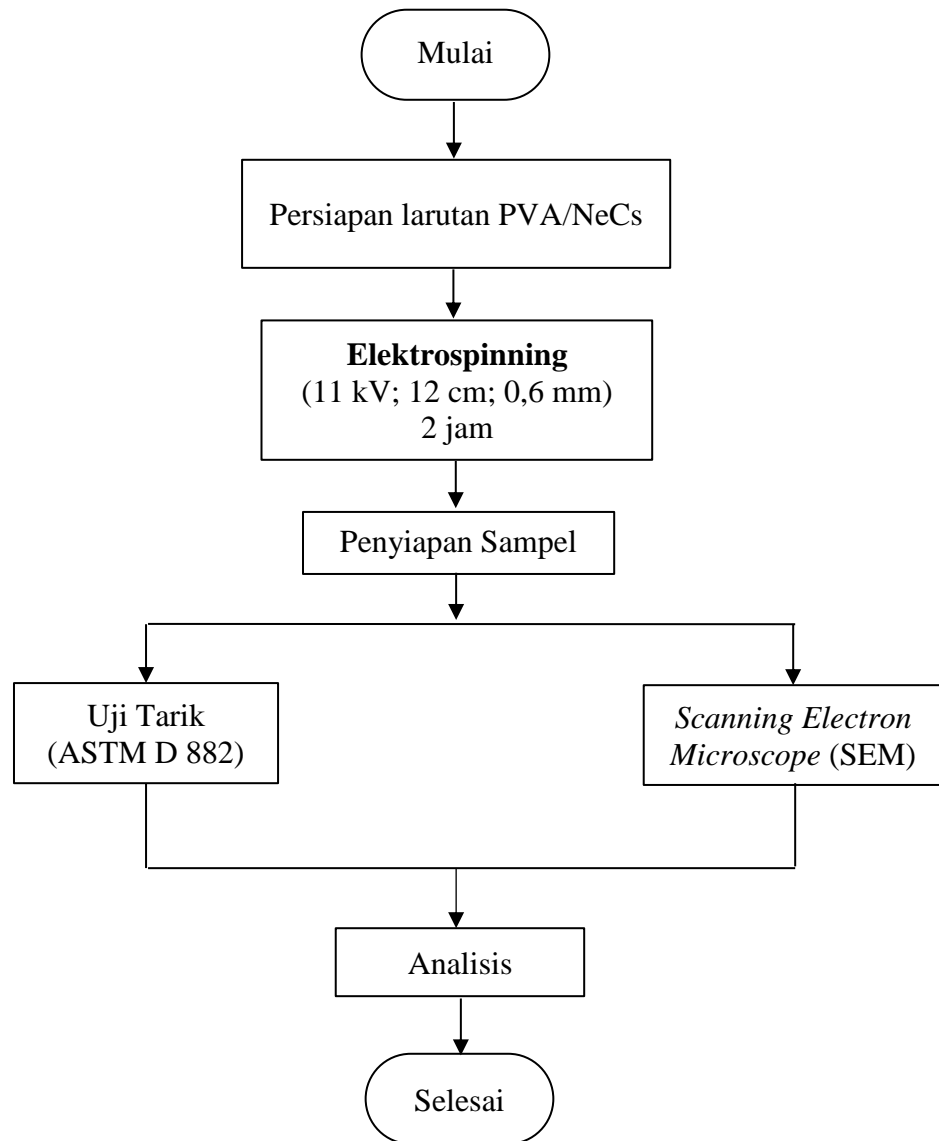 Mulai
Persiapan larutan PVA/NeCs
Elektrospinning
(11 kV; 12 cm; 0,6 mm)
2 jam
Penyiapan Sampel
Uji Tarik
(ASTM D 882)
Scanning Electron
Microscope (SEM)
Analisis
Selesai